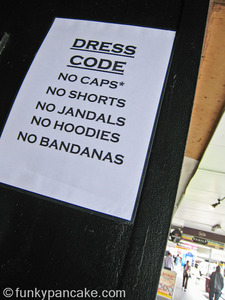 DRESS
CODE
NO CAPS*
NO SHORTS
NO JANDALS
NO HOODIES
NO BANDANAS
©funkypancake.com